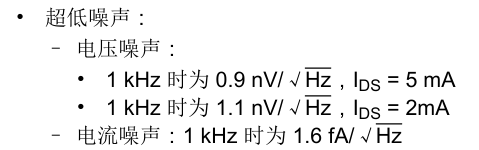 • 超低噪声：
– 电压噪声：
• 1 kHz 时为 0.9 nV/√Hz，IDS = 5 mA
• 1 kHz 时为 1.1 nV/√Hz，IDS = 2mA
– 电流噪声：1 kHz 时为 1.6 fA/√Hz